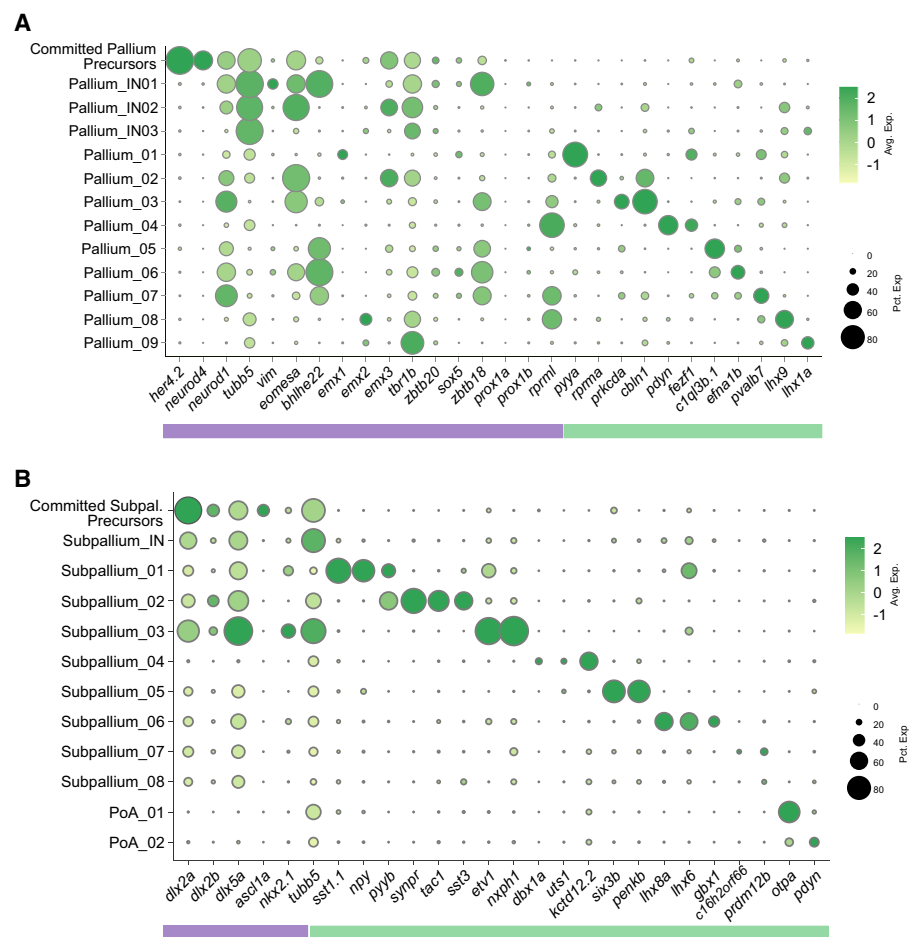 A
Committed Pallium
Precursors
Pallium_IN01
Pallium_IN02
Pallium_IN03
Pallium_01
Pallium_02
Pallium_03
Pallium_04
Pallium_05
Pallium_06
Pallium_07
Pallium_08
Pallium_09
her4.2
neurod4
neurod1
tubb5
vim
eomesa
bhlhe22
emx1
emx2
emx3
tbr1b
zbtb20
sox5
zbtb18
prox1a
prox1b
rprml
pyya
rprma
prkcda
cbln1
pdyn
fezf1
c1ql3b.1
efna1b
pvalb7
lhx9
lhx1a
2
1
0
-1
Avg. Exp.
0
20
40
60
80
Pct. Exp
B
Committed Subpal.
Precursors
Subpallium_IN
Subpallium_01
Subpallium_02
Subpallium_03
Subpallium_04
Subpallium_05
Subpallium_06
Subpallium_07
Subpallium_08
PoA_01
PoA_02
dlx2a
dlx2b
dlx5a
ascl1a
nkx2.1
tubb5
sst1.1
npy
pyyb
synpr
tac1
sst3
etv1
nxph1
dbx1a
uts1
kctd12.2
six3b
penkb
lhx8a
lhx6
gbx1
c16h2orf66
prdm12b
otpa
pdyn
2
1
0
-1
Avg. Exp.
0
20
40
60
80
Pct. Exp